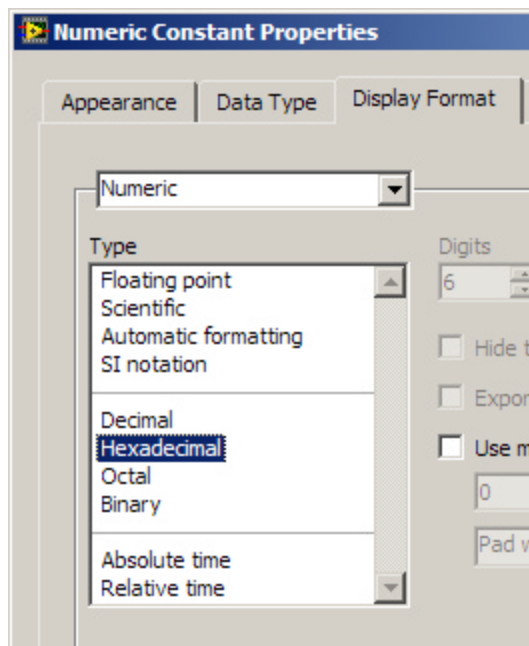 Numeric Constant Properties
Appearance
Data Type
Display Format
Numeric
Type
Floating point
Scientific
Automatic formatting
SI notation
Decimal
Hexadecimal
Octal
Binary
Absolute time
Relative time
Digits
6
Hide
Use
0
Pad